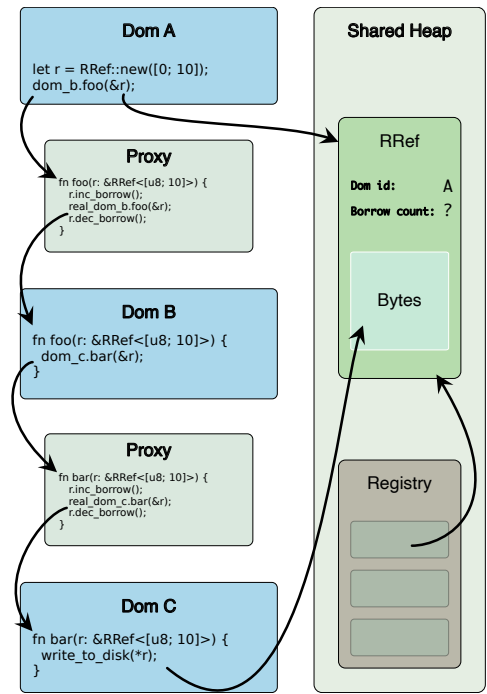 Dom A
let r = RRef::new([0; 10]);
dom_b.foo(&r);
Proxy
fn foo(r: &RRef<[u8; 10]>) {
r.inc_borrow();
real_dom_b.foo(&r);
r.dec_borrow();
}
Dom B
fn foo(r: &RRef<[u8; 10]>) {
dom_c.bar(&r);
}
Proxy
fn bar(r: &RRef<[u8; 10]>) {
r.inc_borrow();
real_dom_c.bar(&r);
r.dec_borrow();
}
Dom C
fn bar(r: &RRef<[u8; 10]>) {
write_to_disk(*r);
}
Shared Heap
RRef
Dom id: A
Borrow count: ?
Bytes
Registry